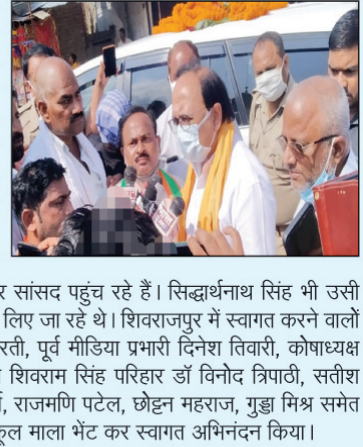 र सांसद पहुंच रहे हैं। सिद्धार्थनाथ सिंह भी उसी
लिए जा रहे थे। शिवराजपुर में स्वागत करने वालों
रती, पूर्व मीडिया प्रभारी दिनेश तिवारी, कोषाध्यक्ष
शिवराम सिंह परिहार डॉ विनोद त्रिपाठी, सतीश
राजमणि पटेल, छोट्टन महराज, गुड्डा मिश्र समेत
माला भेंट कर स्वागत अभिनंदन किया।